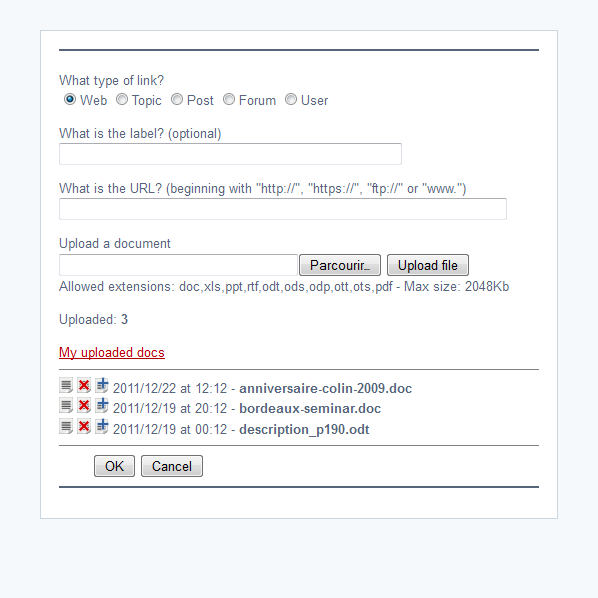 What type of link?
Web Topic Post Forum User
What is the label? (optional)
What is the URL? (beginning with "http://", "https://", "ftp://" or "www.")
Upload a document
Parcourir... Upload file
Allowed extensions: doc,xls,ppt,rtf,odt,ods,odp,ott,ots,pdf - Max size: 2048Kb
Uploaded: 3
My uploaded docs
2011/12/22 at 12:12 - anniversaire-colin-2009.doc
2011/12/19 at 20:12 - bordeaux-seminar.doc
2011/12/19 at 00:12 - description_p190.odt
OK Cancel